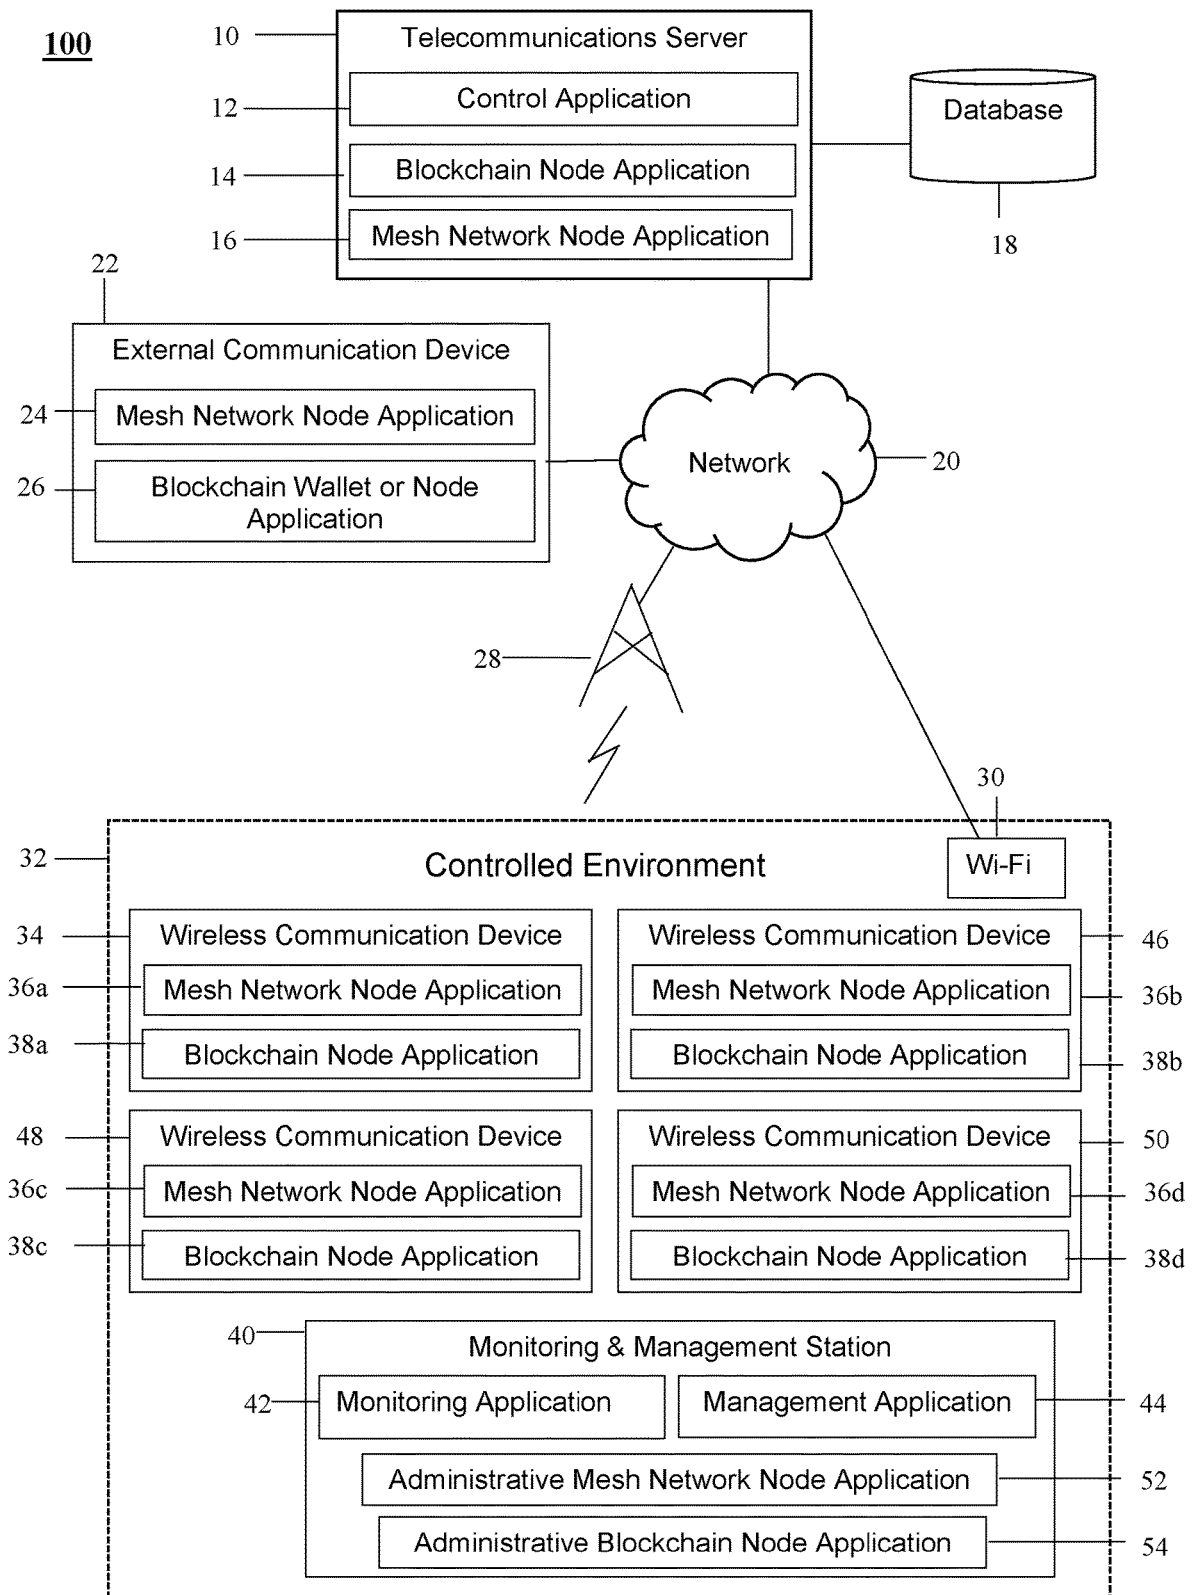 100
10
Telecommunications Server
12
Control Application
14
Blockchain Node Application
16
Mesh Network Node Application
Database
18
22
External Communication Device
24
Mesh Network Node Application
26
Blockchain Wallet or Node
Application
Network
20
28
30
32
Controlled Environment
Wi-Fi
34
Wireless Communication Device
36a
Mesh Network Node Application
38a
Blockchain Node Application
Wireless Communication Device
46
Mesh Network Node Application
36b
Blockchain Node Application
38b
48
Wireless Communication Device
36c
Mesh Network Node Application
38c
Blockchain Node Application
Wireless Communication Device
50
Mesh Network Node Application
36d
Blockchain Node Application
38d
40
Monitoring & Management Station
42
Monitoring Application
Management Application
44
Administrative Mesh Network Node Application
52
Administrative Blockchain Node Application
54